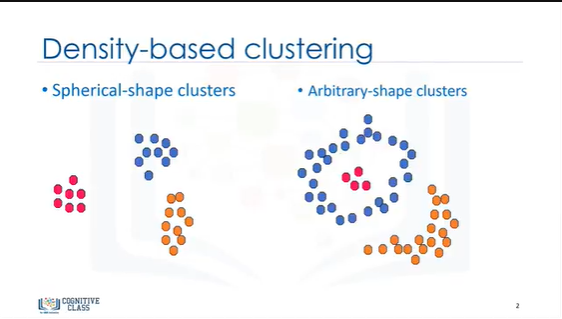 Density-based clustering
• Spherical-shape clusters
• Arbitrary-shape clusters
COGNITIVE
CLASS
2